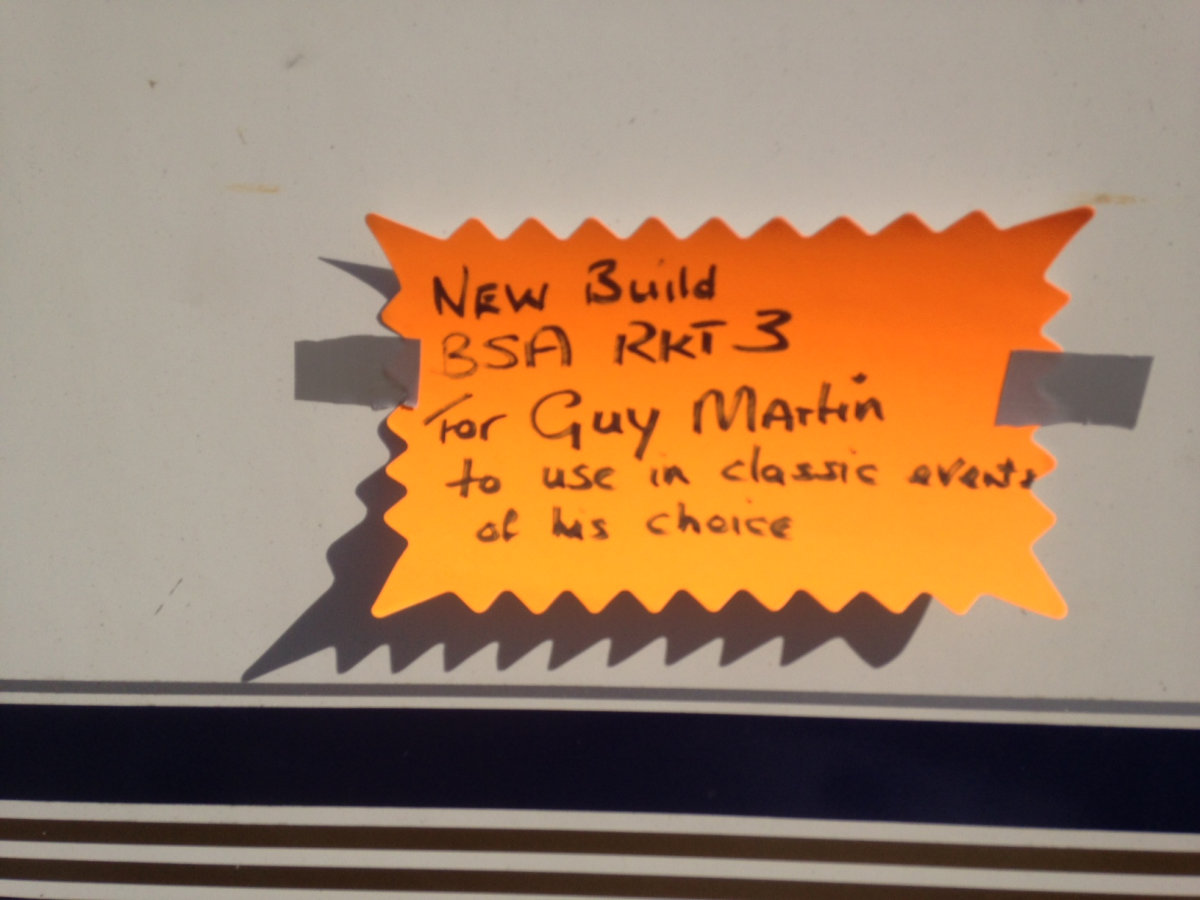 NEW Build
BSA RKT 3
For Guy MArtin
to use in classic events
of his choice